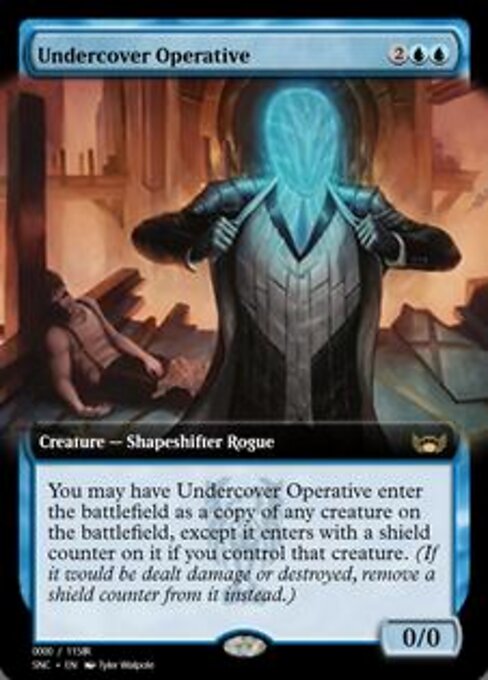 Undercover Operative 2
Creature — Shapeshifter Rogue
You may have Undercover Operative enter
the battlefield as a copy of any creature on
the battlefield, except it enters with a shield
counter on it if you control that creature. (If
it would be dealt damage or destroyed, remove a
shield counter from it instead.)
0/0
SNC • EN Tyler Walpole